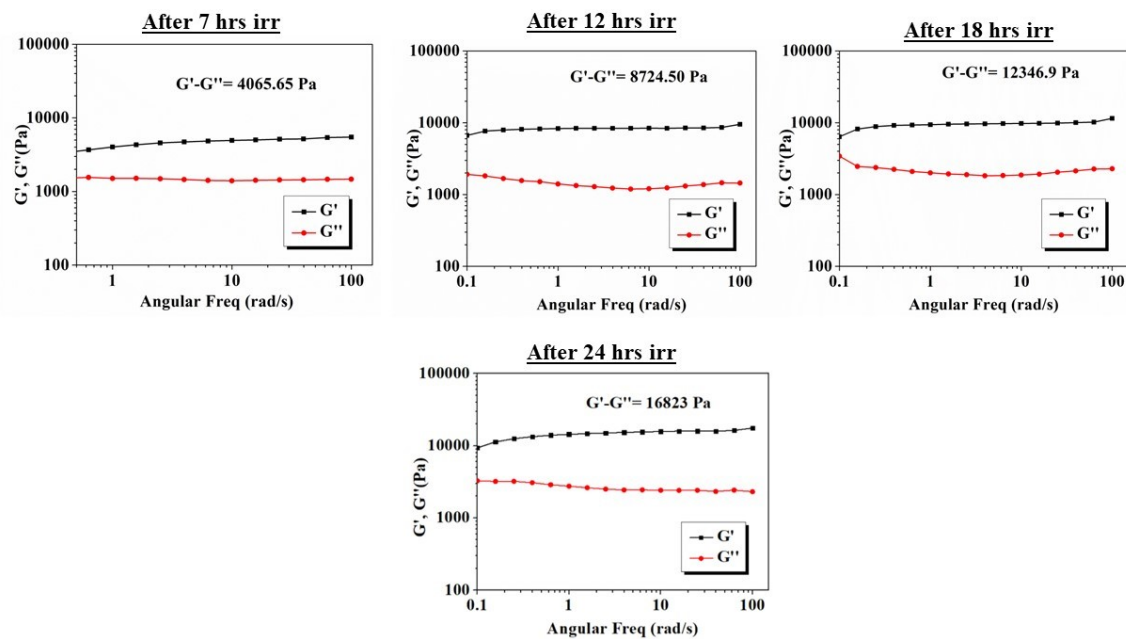 After 7 hrs irr
100000
10000
1000
100
G', G''(Pa)
G'-G''= 4065.65 Pa
G'
G''
1
10
100
Angular Freq (rad/s)
After 12 hrs irr
100000
10000
1000
100
G', G''(Pa)
G'-G''= 8724.50 Pa
G'
G''
0.1
1
10
100
Angular Freq (rad/s)
After 18 hrs irr
100000
10000
1000
100
G', G''(Pa)
G'-G''= 12346.9 Pa
G'
G''
0.1
1
10
100
Angular Freq (rad/s)
After 24 hrs irr
100000
10000
1000
100
G', G''(Pa)
G'-G''= 16823 Pa
G'
G''
0.1
1
10
100
Angular Freq (rad/s)